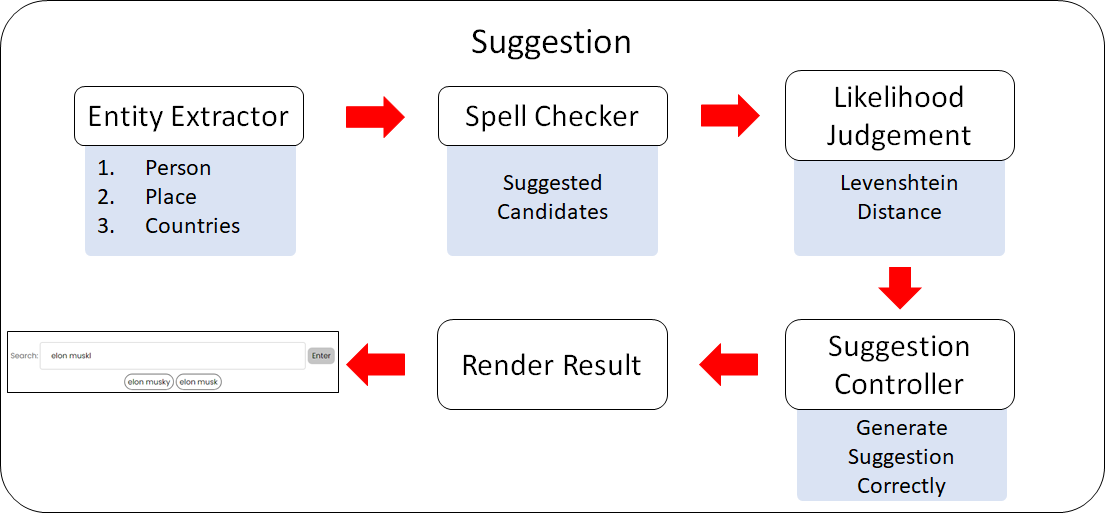 Suggestion
Entity Extractor
1. Person
2. Place
3. Countries
Spell Checker
Suggested
Candidates
Likelihood
Judgement
Levenshtein
Distance
Suggestion
Controller
Generate
Suggestion
Correctly
Render Result
Search: elon muskl Enter
elon musky elon musk